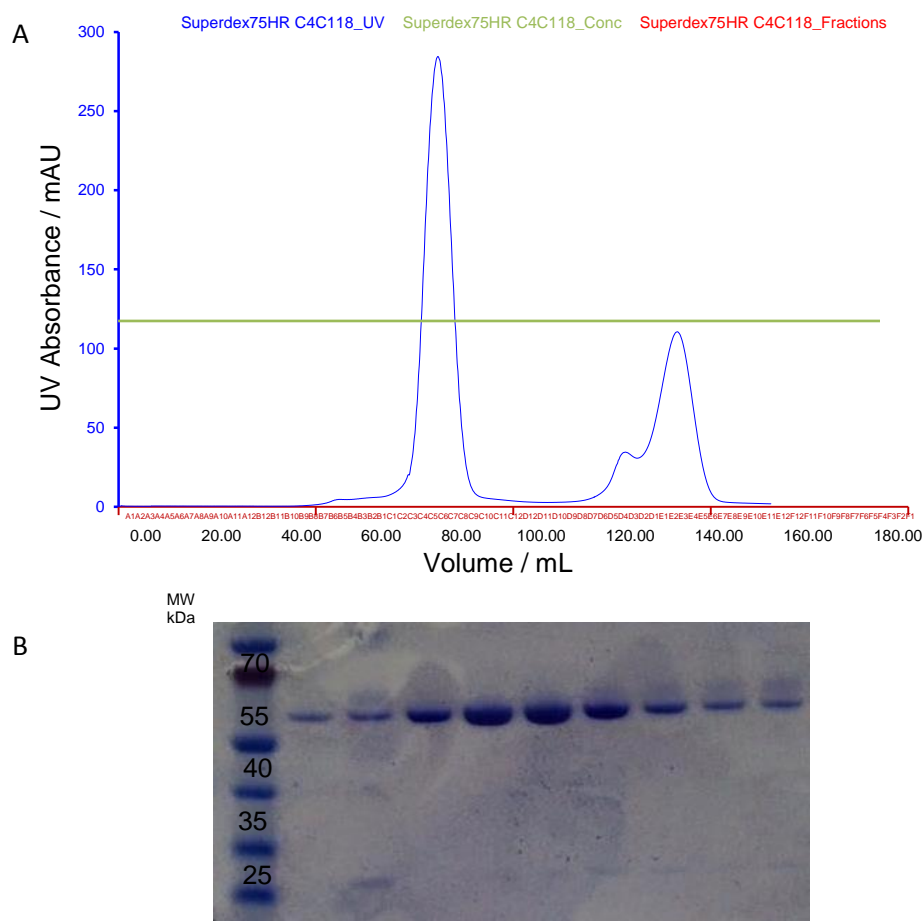 A
Superdex75HR C4C118_UV Superdex75HR C4C118_Conc Superdex75HR C4C118_Fractions
300
250
200
150
100
50
0
UV Absorbance / mAU
A1A2A3A4A5A6A7A8A9A10A11A12B12B11B10B9B8B7B6B5B4B3B2B1C1C2C3C4C5C6C7C8C9C10C11C12D12D11D10D9D8D7D6D5D4D3D2D1E1E2E3E4E5E6E7E8E9E10E11E12F12F11F10F9F8F7F6F5F4F3F2F1
0.00 20.00 40.00 60.00 80.00 100.00 120.00 140.00 160.00 180.00
Volume / mL
MW
kDa
B
70
55
40
35
25